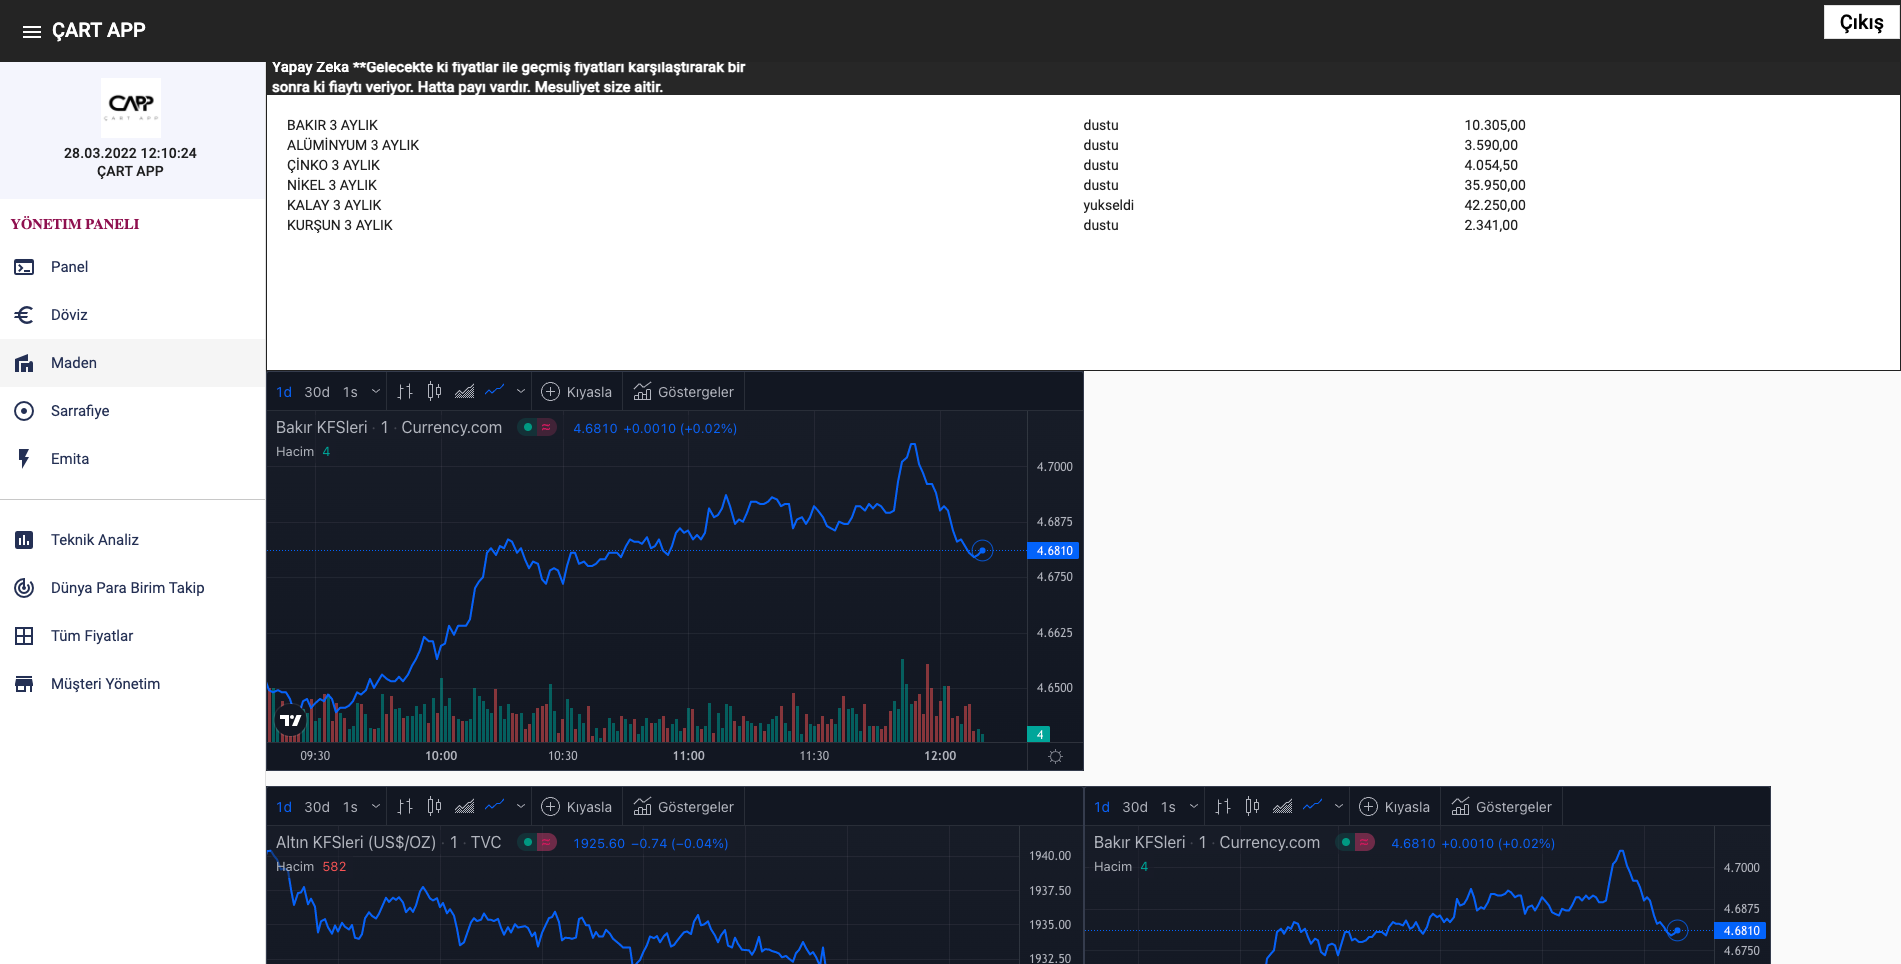 ÇART APP
Çıkış
CAPP
ÇART APP
28.03.2022 12:10:24
ÇART APP
YÖNETIM PANELI
Panel
Döviz
Maden
Sarrafiye
Emita
Teknik Analiz
Dünya Para Birim Takip
Tüm Fiyatlar
Müşteri Yönetim
Yapay Zeka **Gelecekte ki fiyatlar ile geçmiş fiyatları karşılaştırarak bir
sonra ki fiaytı veriyor. Hatta payı vardır. Mesuliyet size aitir.
BAKIR 3 AYLIK dustu 10.305,00
ALÜMİNYUM 3 AYLIK dustu 3.590,00
ÇİNKO 3 AYLIK dustu 4.054,50
NİKEL 3 AYLIK dustu 35.950,00
KALAY 3 AYLIK yukseldi 42.250,00
KURŞUN 3 AYLIK dustu 2.341,00
1d 30d 1s Kıyasla Göstergeler
Bakır KFSleri · 1 · Currency.com 4.6810 +0.0010 (+0.02%)
Hacim 4
4.7000
4.6875
4.6810
4.6750
4.6625
4.6500
4
09:30 10:00 10:30 11:00 11:30 12:00
1d 30d 1s Kıyasla Göstergeler
Altın KFSleri (US$/OZ) · 1 · TVC 1925.60 −0.74 (−0.04%)
Hacim 582
1940.00
1937.50
1935.00
1932.50
1d 30d 1s Kıyasla Göstergeler
Bakır KFSleri · 1 · Currency.com 4.6810 +0.0010 (+0.02%)
Hacim 4
4.7000
4.6875
4.6810
4.6750